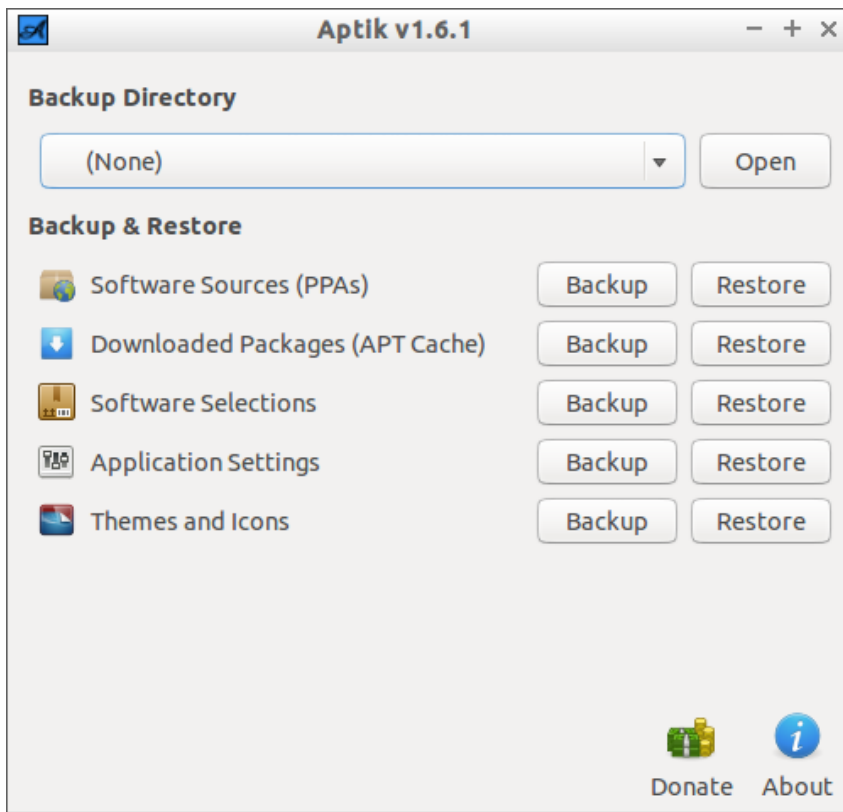 Aptik v1.6.1
Backup Directory
(None) Open
Backup & Restore
Software Sources (PPAs) Backup Restore
Downloaded Packages (APT Cache) Backup Restore
Software Selections Backup Restore
Application Settings Backup Restore
Themes and Icons Backup Restore
Donate About